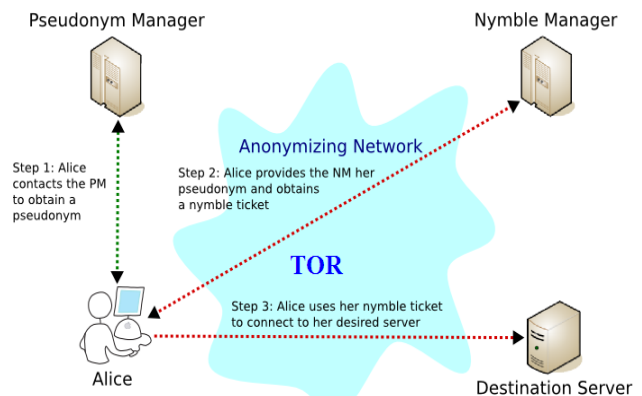 Pseudonym Manager
Nymble Manager
Anonymizing Network
Step 1: Alice
contacts the PM
to obtain a
pseudonym
Step 2: Alice provides the NM her
pseudonym and obtains
a nymble ticket
TOR
Step 3: Alice uses her nymble ticket
to connect to her desired server
Alice
Destination Server